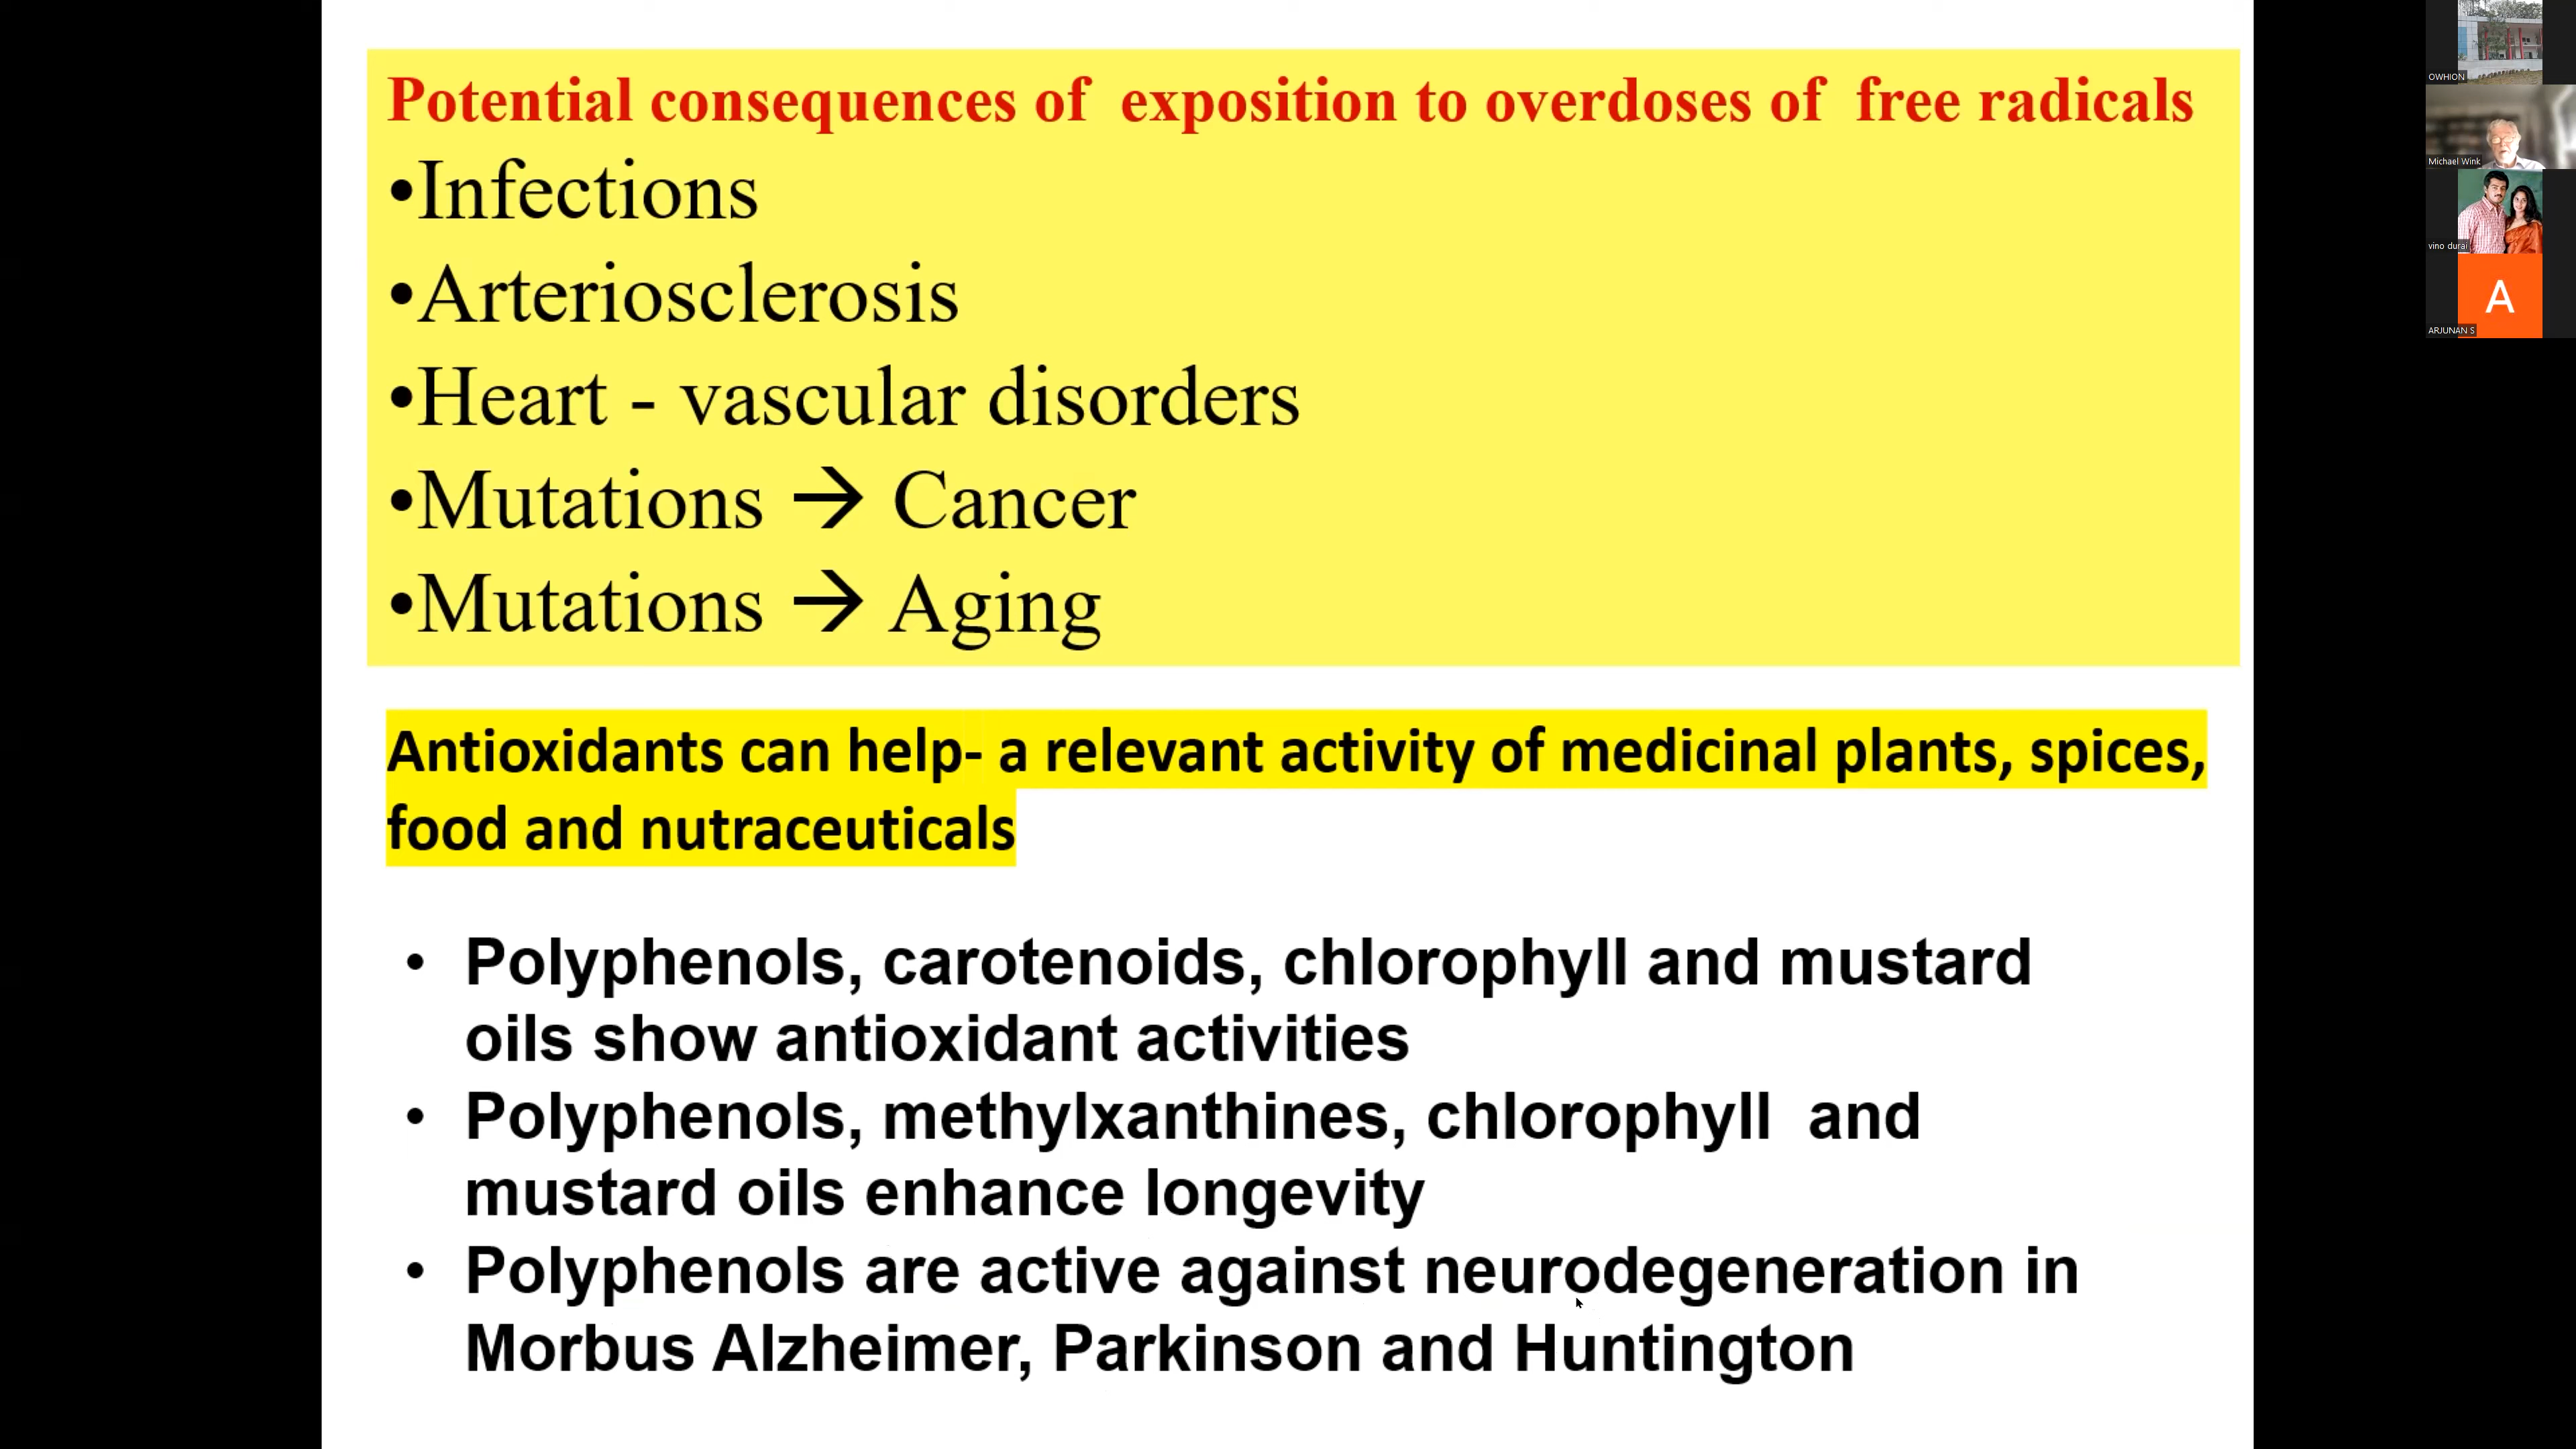 Potential consequences of  exposition to overdoses of  free radicals
•Infections
•Arteriosclerosis
•Heart - vascular disorders
•Mutations → Cancer
•Mutations → Aging
Antioxidants can help- a relevant activity of medicinal plants, spices,
food and nutraceuticals
• Polyphenols, carotenoids, chlorophyll and mustard
oils show antioxidant activities
• Polyphenols, methylxanthines, chlorophyll  and
mustard oils enhance longevity
• Polyphenols are active against neurodegeneration in
Morbus Alzheimer, Parkinson and Huntington
OWHION
Michael Wink
vino durai
A
ARJUNAN S